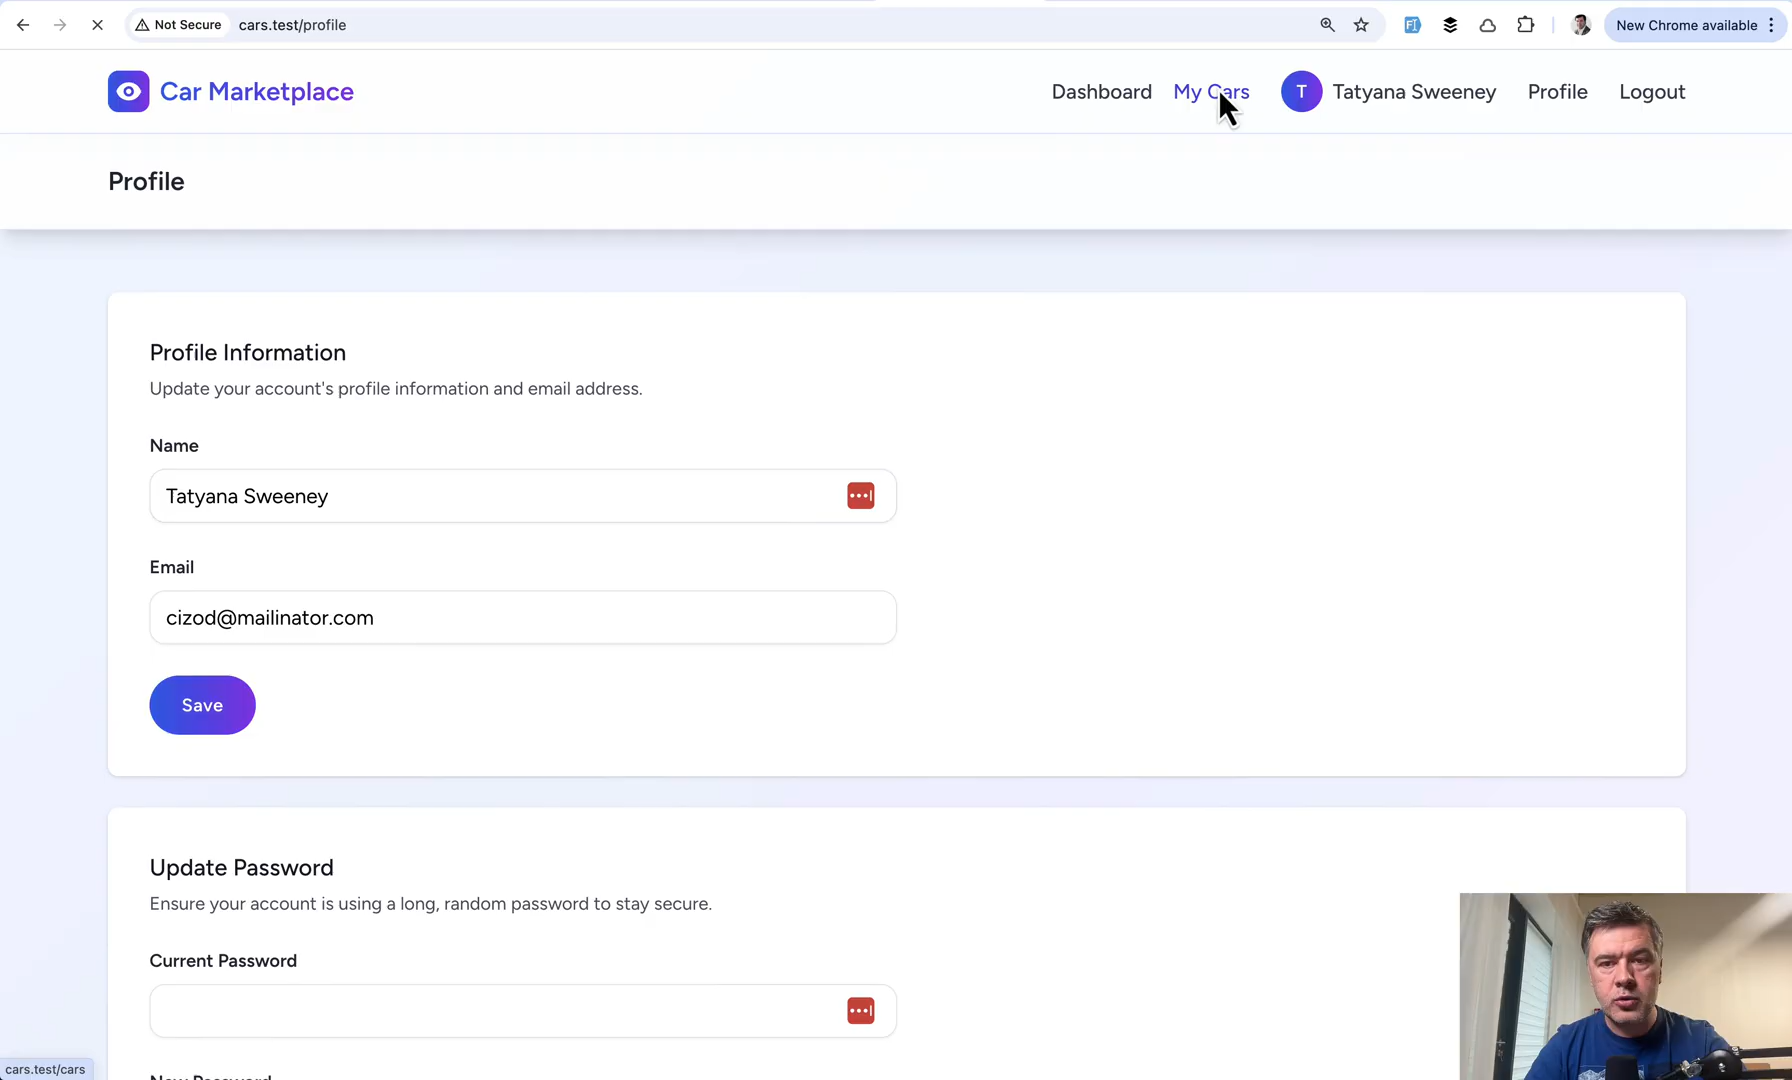 Not Secure
cars.test/profile
New Chrome available
Car Marketplace
Dashboard
My Cars
T
Tatyana Sweeney
Profile
Logout
Profile
Profile Information
Update your account's profile information and email address.
Name
Tatyana Sweeney
Email
cizod@mailinator.com
Save
Update Password
Ensure your account is using a long, random password to stay secure.
Current Password
New Password
cars.test/cars